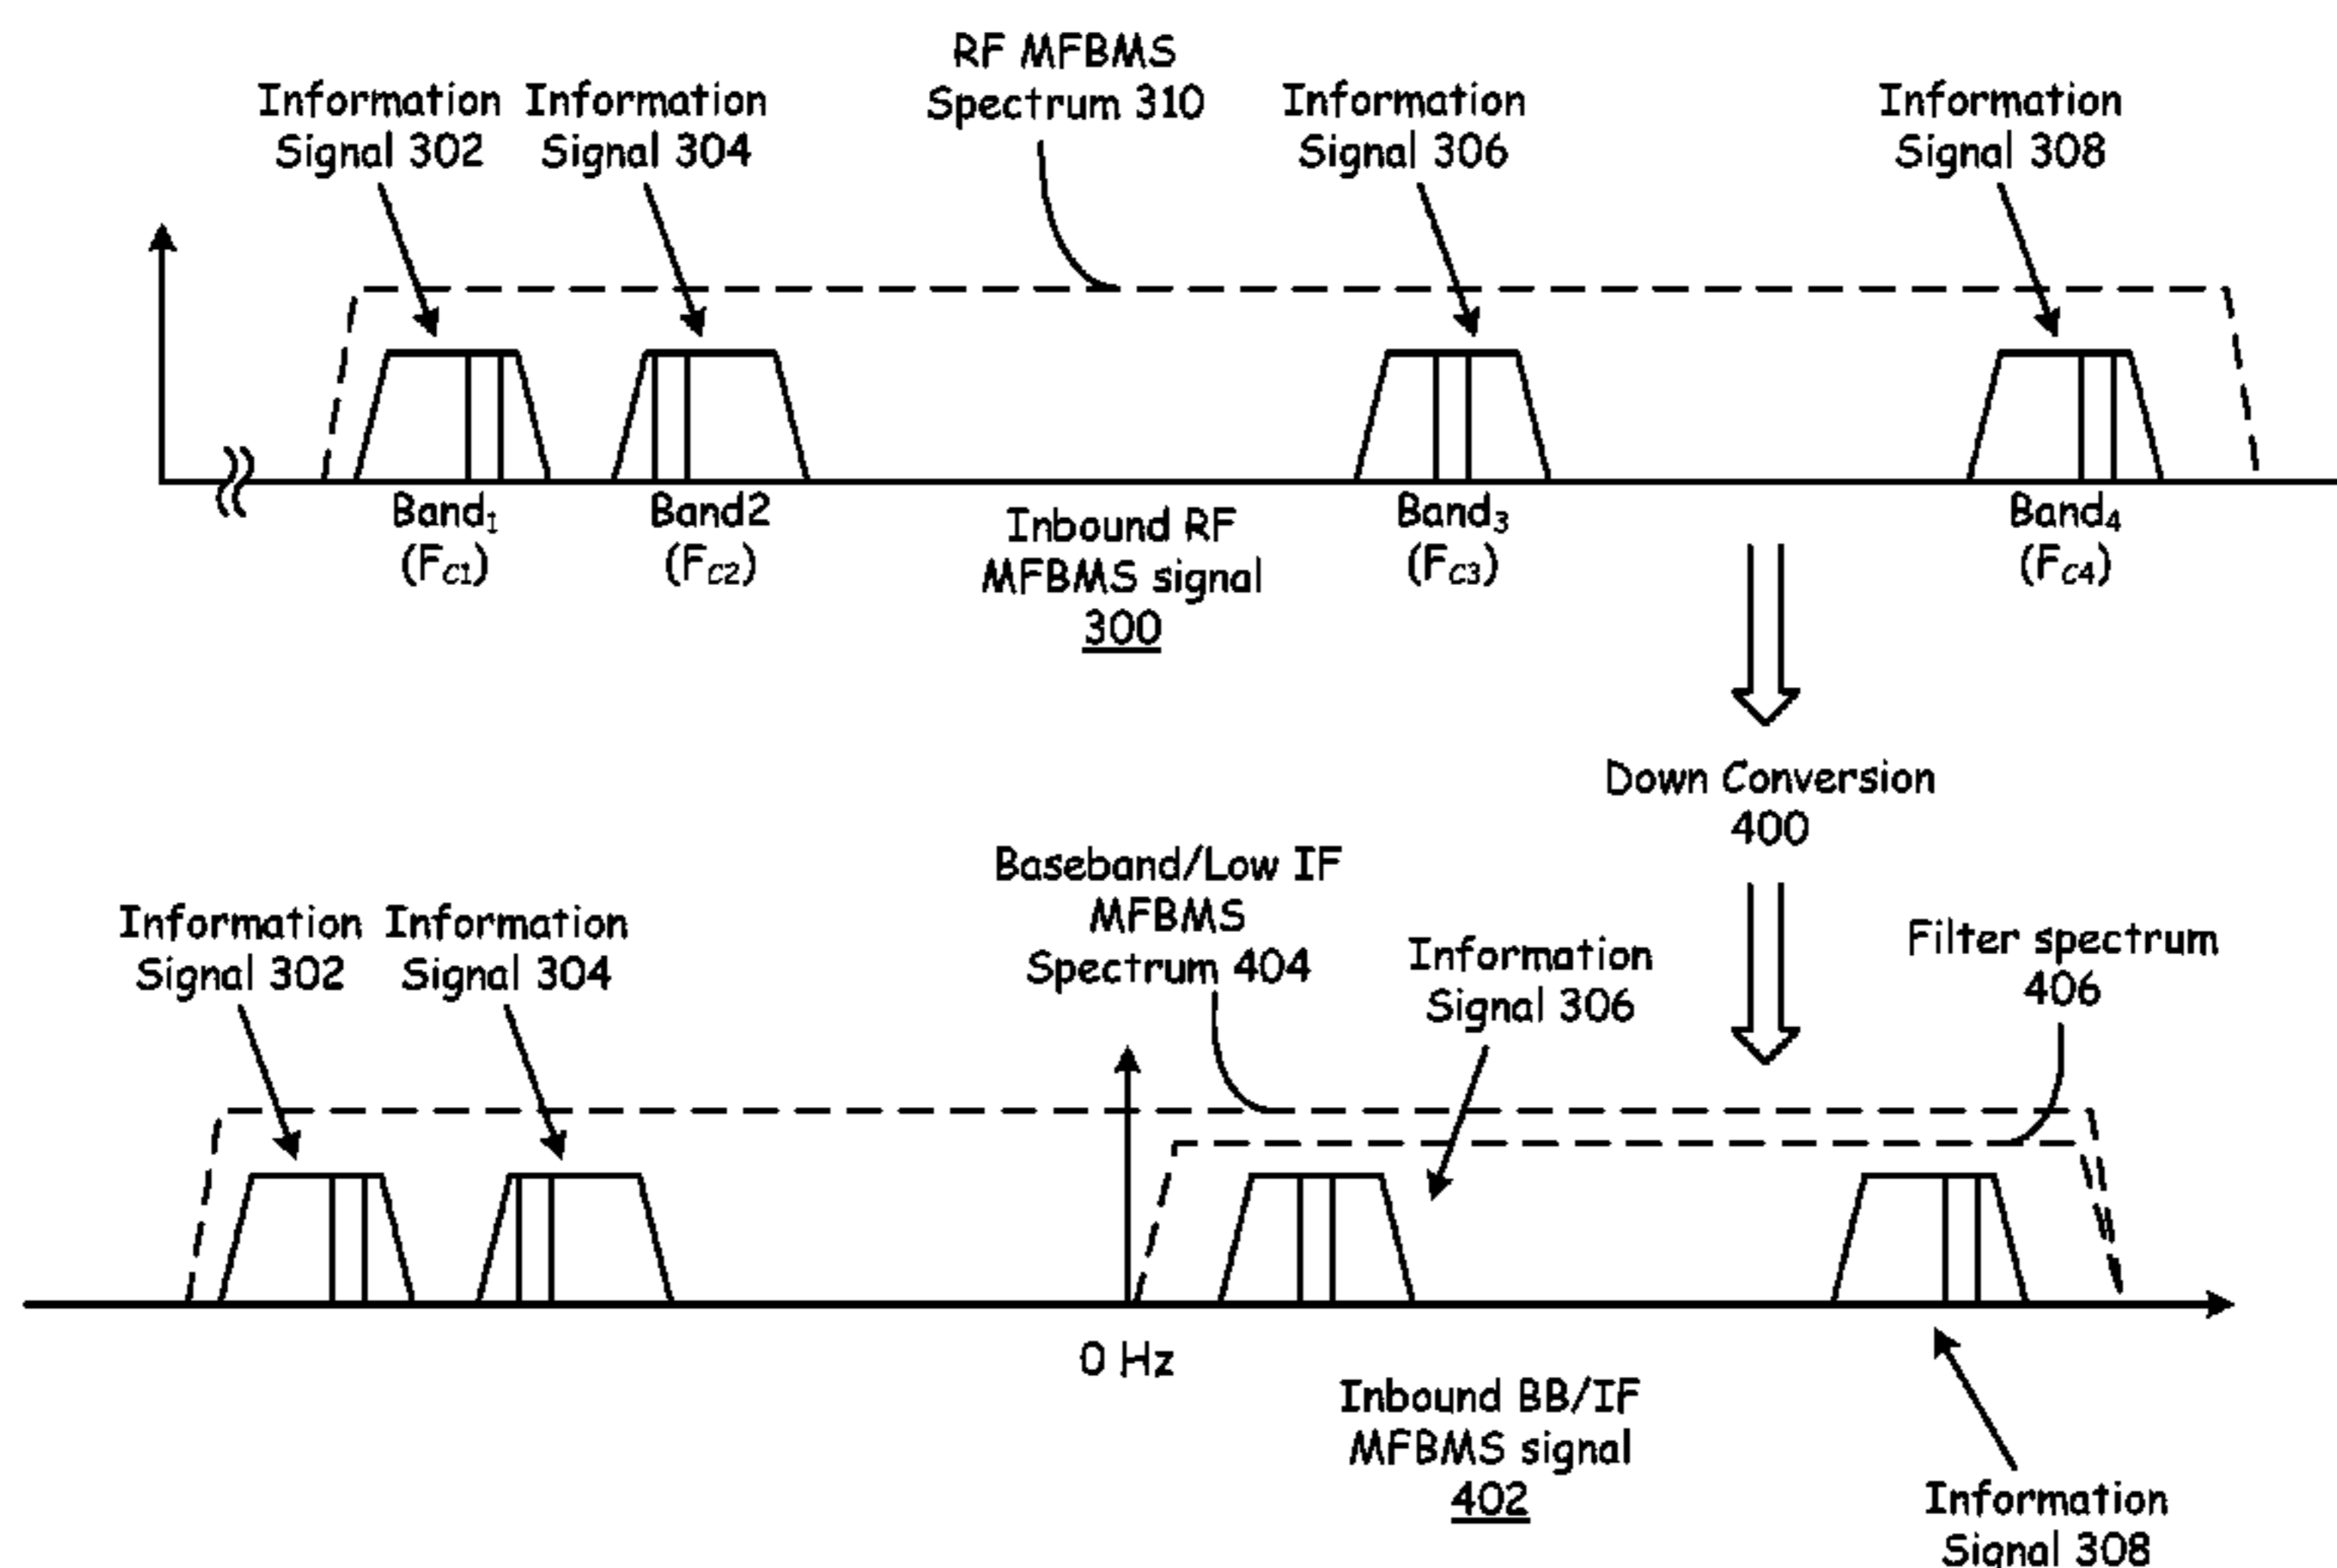 RF MFBMS
Spectrum 310
Information
Signal 302
Information
Signal 304
Information
Signal 306
Information
Signal 308
Band1
(FC1)
Band2
(FC2)
Inbound RF
MFBMS signal
300
Band3
(FC3)
Band4
(FC4)
Down Conversion
400
Information
Signal 302
Information
Signal 304
Baseband/Low IF
MFBMS
Spectrum 404
Information
Signal 306
Filter spectrum
406
0 Hz
Inbound BB/IF
MFBMS signal
402
Information
Signal 308